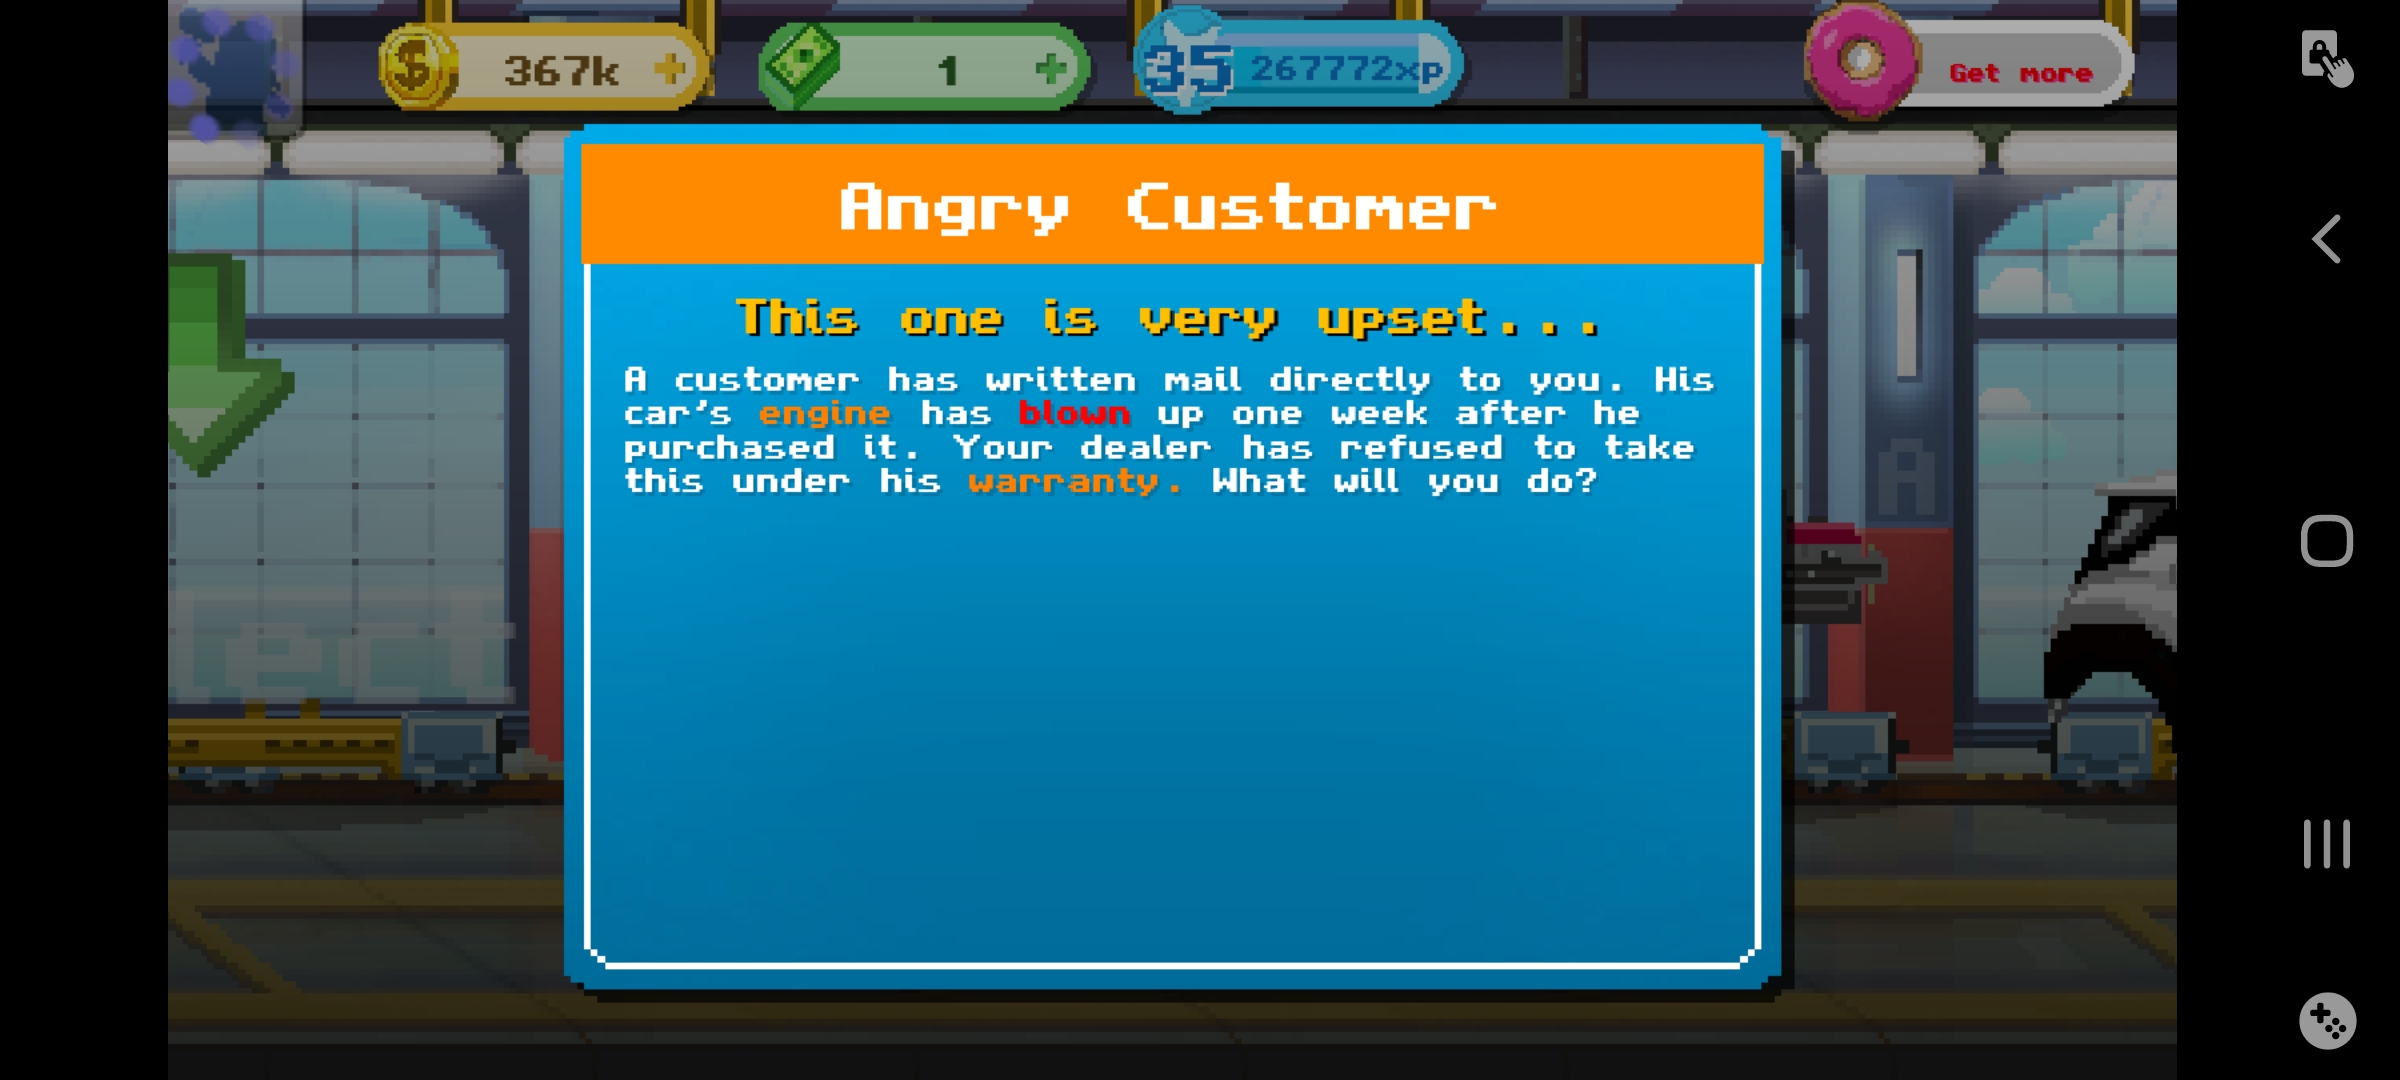 367k
1
35 267772xp
Get more
Angry Customer
This one is very upset...
A customer has written mail directly to you. His
car's engine has blown up one week after he
purchased it. Your dealer has refused to take
this under his warranty. What will you do?
A
lect